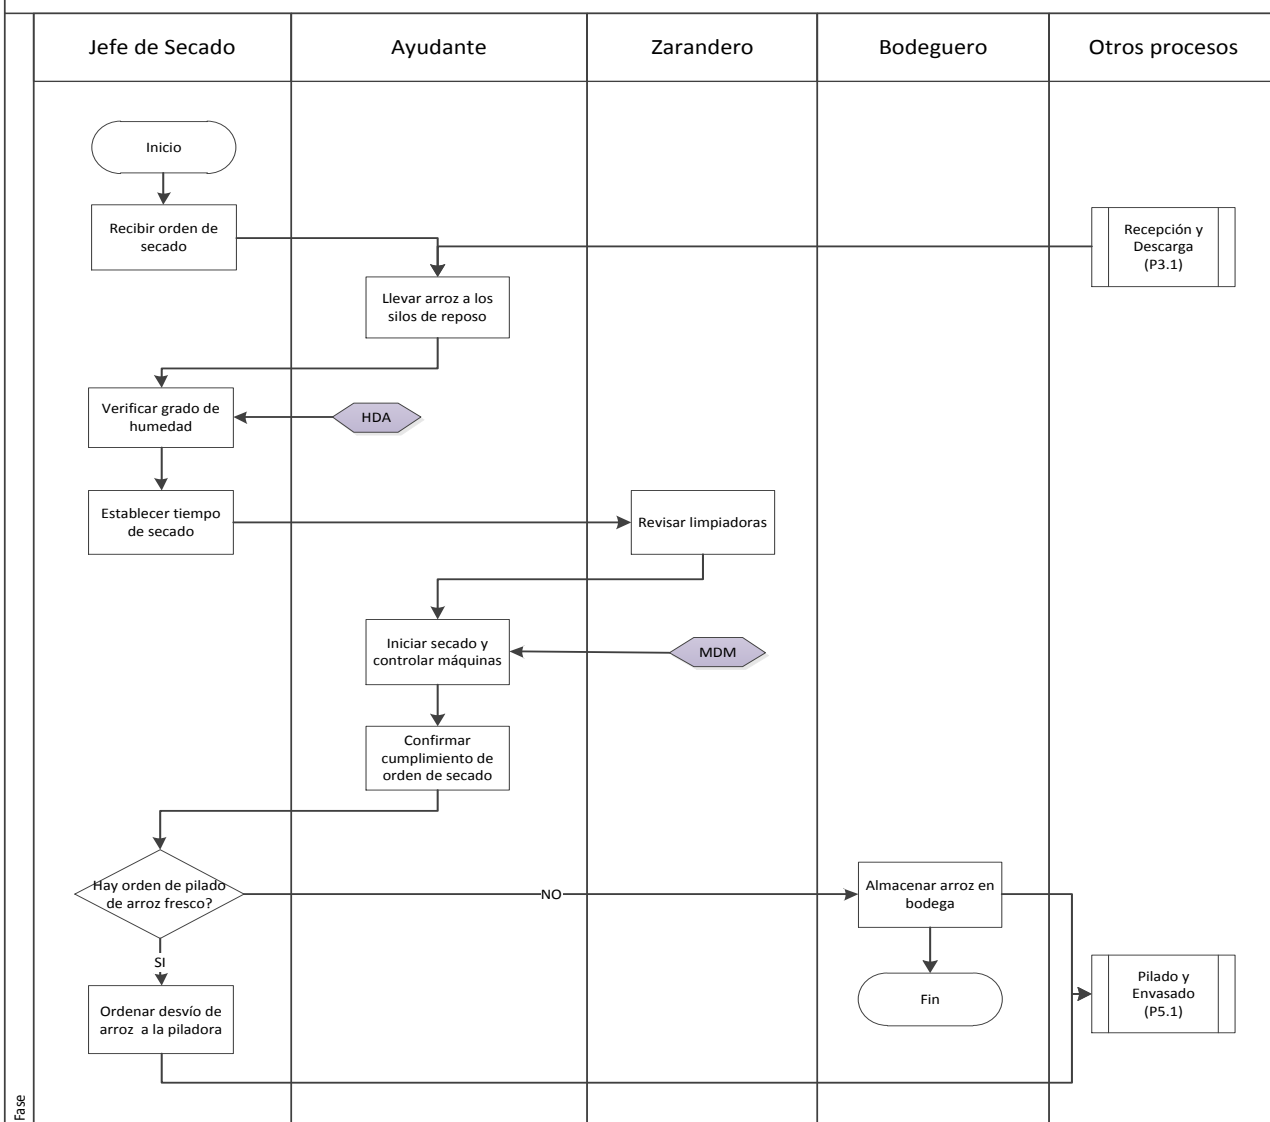 Jefe de Secado
Ayudante
Zarandero
Bodeguero
Otros procesos
Inicio
Recibir orden de
secado
Recepción y
Descarga
(P3.1)
Llevar arroz a los
silos de reposo
Verificar grado de
humedad
HDA
Establecer tiempo
de secado
Revisar limpiadoras
Iniciar secado y
controlar máquinas
MDM
Confirmar
cumplimiento de
orden de secado
Hay orden de pilado
de arroz fresco?
NO
Almacenar arroz en
bodega
SI
Ordenar desvío de
arroz a la piladora
Fin
Pilado y
Envasado
(P5.1)
Fase